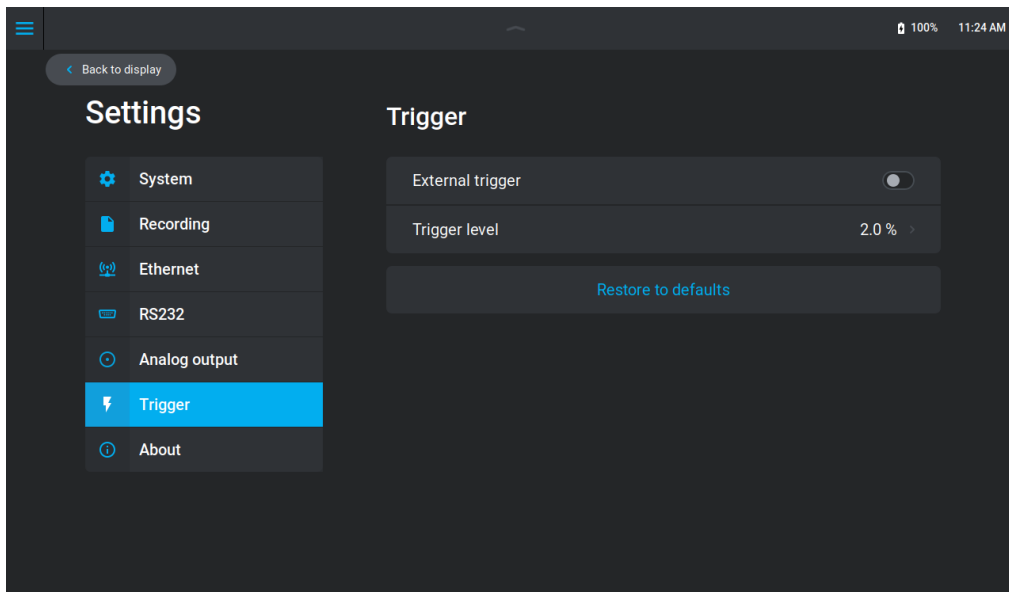 100% 11:24 AM
Back to display
Settings
System
Recording
Ethernet
RS232
Analog output
Trigger
About
Trigger
External trigger
Trigger level 2.0 %
Restore to defaults